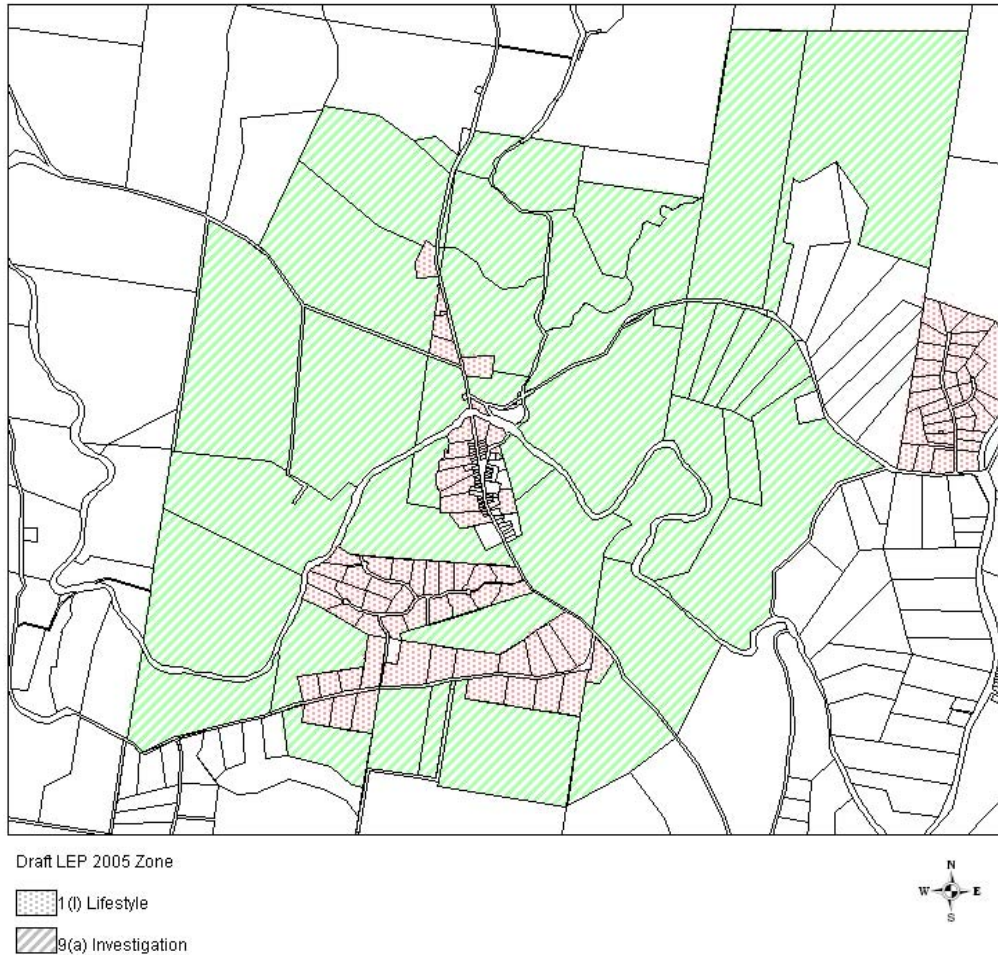 Draft LEP 2005 Zone
1(l) Lifestyle
9(a) Investigation
N
W E
S